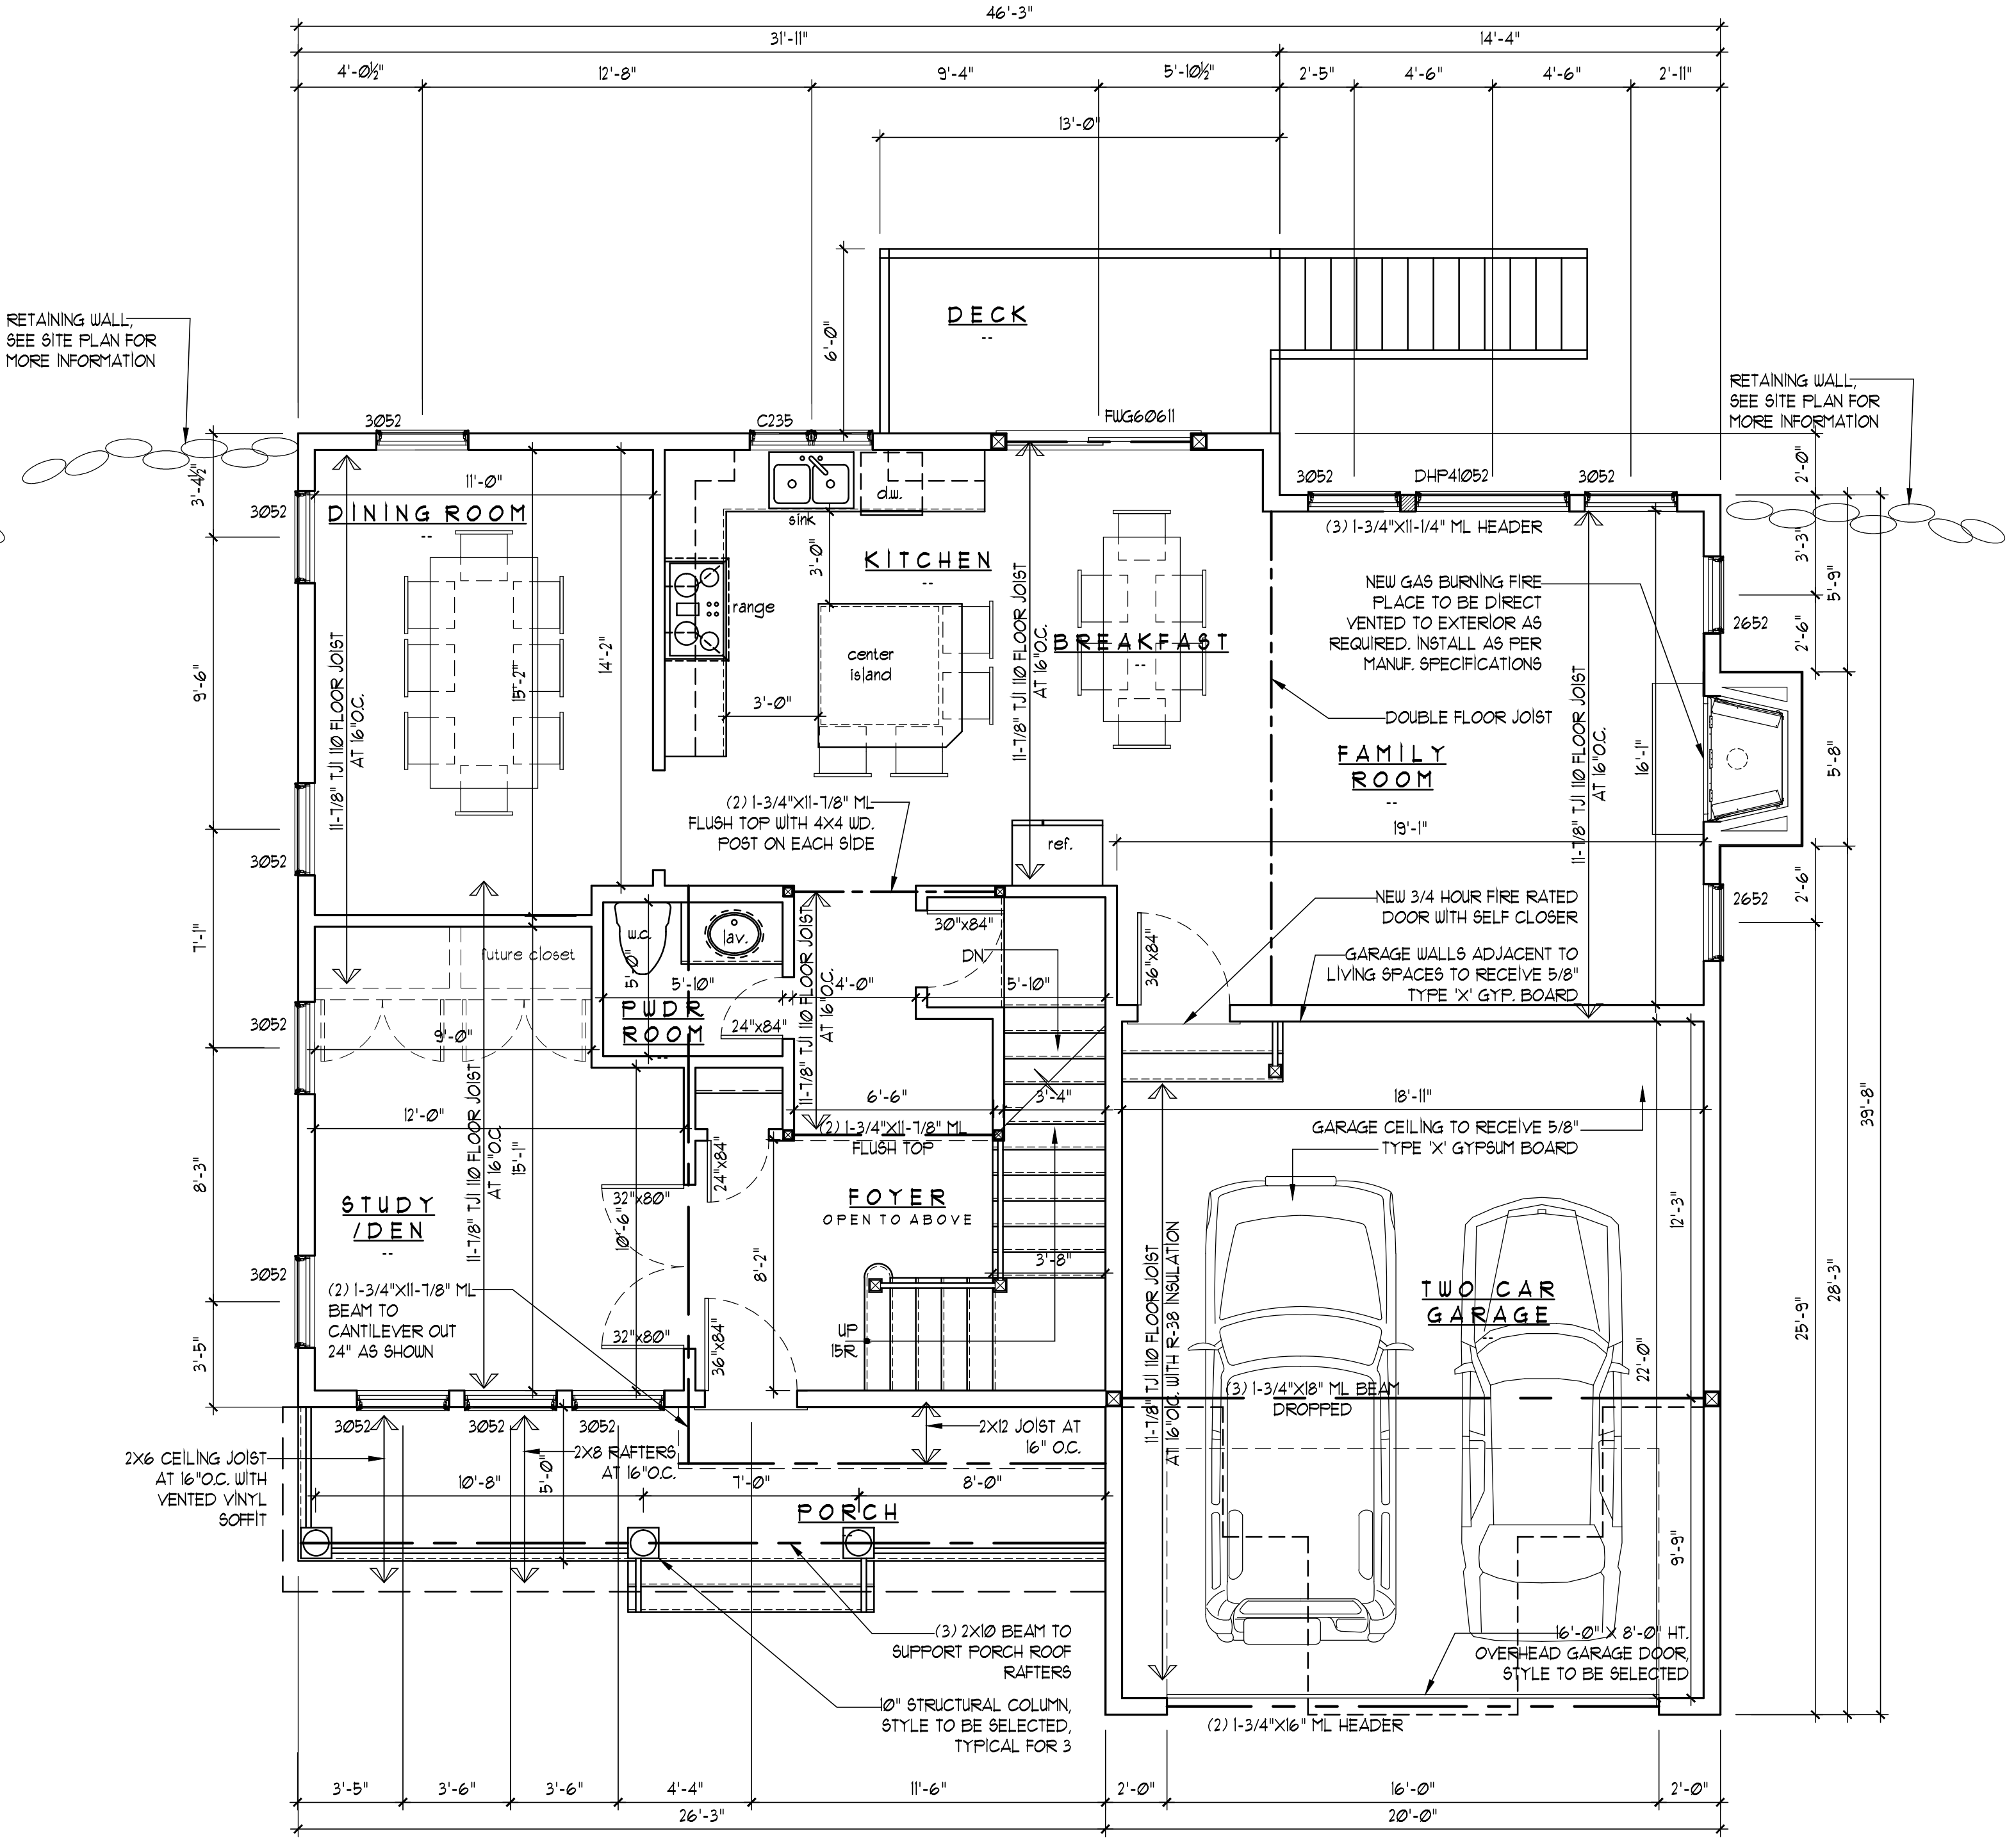 46'-3"
31'-11"
14'-4"
4'-0½"
12'-8"
9'-4"
5'-10½"
2'-5"
4'-6"
4'-6"
2'-11"
13'-0"
DECK
--
6'-0"
RETAINING WALL,
SEE SITE PLAN FOR
MORE INFORMATION
RETAINING WALL,
SEE SITE PLAN FOR
MORE INFORMATION
3052
C235
FWG60611
3052
DHP41052
3052
(3) 1-3/4"X11-1/4" ML HEADER
3'-4½"
9'-6"
7'-1"
8'-3"
3'-5"
3052
3052
3052
3052
11'-0"
DINING ROOM
--
11-7/8" TJI 110 FLOOR JOIST
AT 16"O.C.
15'-2"
14'-2"
sink
d.w.
3'-0"
KITCHEN
--
range
center
island
3'-0"
11-7/8" TJI 110 FLOOR JOIST
AT 16"O.C.
BREAKFAST
--
NEW GAS BURNING FIRE
PLACE TO BE DIRECT
VENTED TO EXTERIOR AS
REQUIRED. INSTALL AS PER
MANUF. SPECIFICATIONS
DOUBLE FLOOR JOIST
FAMILY
ROOM
--
11-7/8" TJI 110 FLOOR JOIST
AT 16"O.C.
16'-1"
19'-1"
2652
2652
2'-0"
3'-3"
2'-6"
5'-9"
5'-8"
2'-6"
25'-9"
28'-3"
39'-8"
(2) 1-3/4"X11-7/8" ML
FLUSH TOP WITH 4X4 WD.
POST ON EACH SIDE
ref.
NEW 3/4 HOUR FIRE RATED
DOOR WITH SELF CLOSER
GARAGE WALLS ADJACENT TO
LIVING SPACES TO RECEIVE 5/8"
TYPE 'X' GYP. BOARD
36"x84"
30"x84"
DN
future closet
w.c.
lav.
5'-0"
5'-10"
4'-0"
5'-10"
PWDR
ROOM
--
24"x84"
11-7/8" TJI 110 FLOOR JOIST
AT 16"O.C.
9'-0"
12'-0"
11-7/8" TJI 110 FLOOR JOIST
AT 16"O.C.
15'-1"
6'-6"
3'-4"
(2) 1-3/4"X11-7/8" ML
FLUSH TOP
24"x84"
STUDY
/DEN
--
32"x80"
10'-6"
32"x80"
FOYER
OPEN TO ABOVE
8'-2"
3'-8"
36"x84"
UP
15R.
(2) 1-3/4"X11-7/8" ML
BEAM TO
CANTILEVER OUT
24" AS SHOWN
18'-11"
GARAGE CEILING TO RECEIVE 5/8"
TYPE 'X' GYPSUM BOARD
12'-3"
TWO CAR
GARAGE
--
11-7/8" TJI 110 FLOOR JOIST
AT 16"O.C. WITH R-38 INSULATION
22'-0"
(3) 1-3/4"X18" ML BEAM
DROPPED
9'-9"
3052
3052
3052
2X6 CEILING JOIST
AT 16"O.C. WITH
VENTED VINYL
SOFFIT
2X8 RAFTERS
AT 16"O.C.
2X12 JOIST AT
16" O.C.
5'-0"
10'-8"
7'-0"
8'-0"
PORCH
--
(3) 2X10 BEAM TO
SUPPORT PORCH ROOF
RAFTERS
10" STRUCTURAL COLUMN,
STYLE TO BE SELECTED,
TYPICAL FOR 3
16'-0" X 8'-0" HT.
OVERHEAD GARAGE DOOR,
STYLE TO BE SELECTED
(2) 1-3/4"X16" ML HEADER
3'-5"
3'-6"
3'-6"
4'-4"
11'-6"
2'-0"
16'-0"
2'-0"
26'-3"
20'-0"